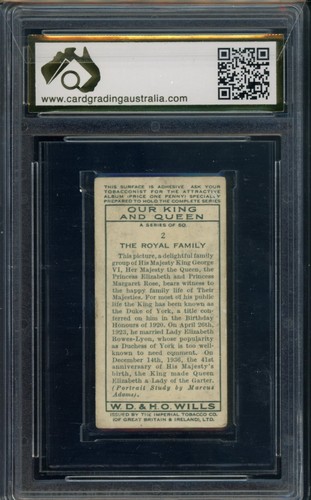 www.cardgradingaustralia.com
THIS SURFACE IS ADHESIVE. ASK YOUR
TOBACCONIST FOR THE ATTRACTIVE
ALBUM (PRICE ONE PENNY) SPECIALLY
PREPARED TO HOLD THE COMPLETE SERIES
OUR KING
AND QUEEN
A SERIES OF 50
2
THE ROYAL FAMILY
This picture, a delightful family
group of His Majesty King George
VI, Her Majesty the Queen, the
Princess Elizabeth and Princess
Margaret Rose, bears witness to
the happy family life of Their
Majesties. For most of his public
life the King has been known as
the Duke of York, a title con-
ferred on him in the Birthday
Honours of 1920. On April 26th,
1923, he married Lady Elizabeth
Bowes-Lyon, whose popularity
as Duchess of York is too well-
known to need comment. On
December 14th, 1936, the 41st
anniversary of His Majesty's
birth, the King made Queen
Elizabeth a Lady of the Garter.
(Portrait Study by Marcus
Adams.)
W.D. & H.O. WILLS
ISSUED BY THE IMPERIAL TOBACCO CO.
(OF GREAT BRITAIN & IRELAND), LTD.